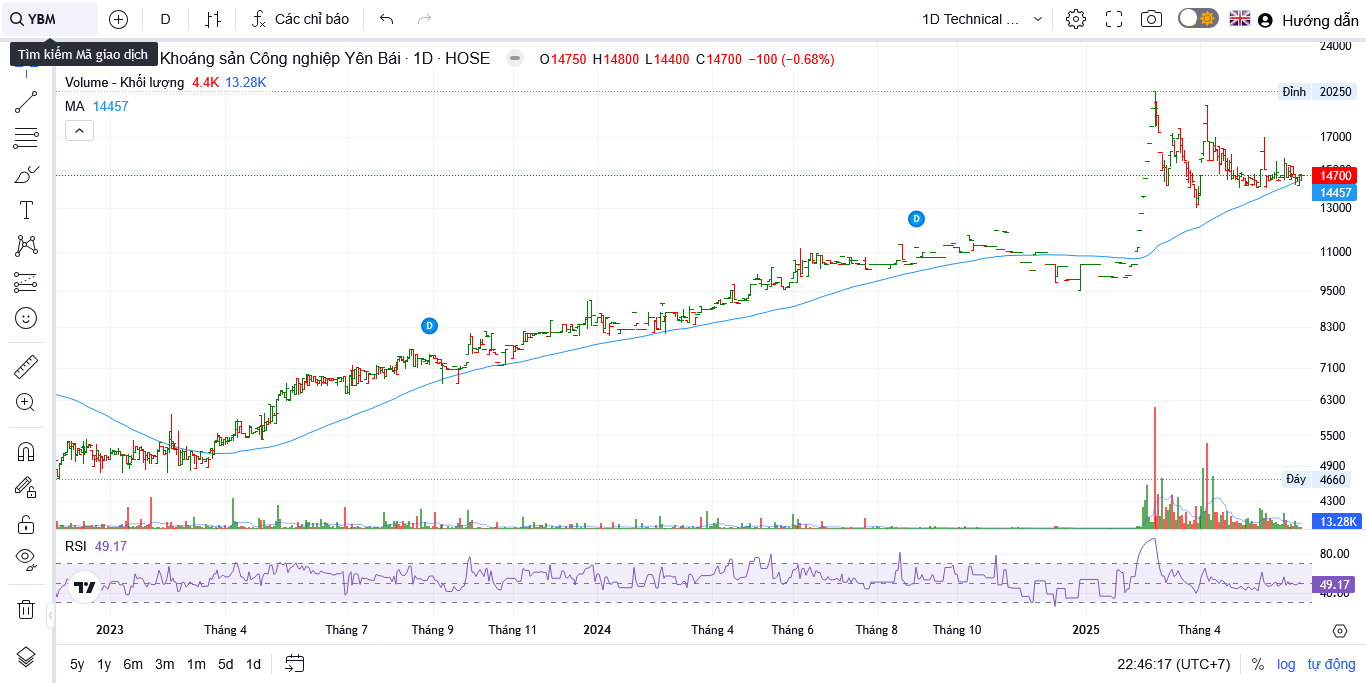 YBM D Các chỉ báo 1D Technical ... Hướng dẫn
Tìm kiếm Mã giao dịch
Khoáng sản Công nghiệp Yên Bái · 1D · HOSE O14750 H14800 L14400 C14700 −100 (−0.68%)
Volume - Khối lượng 4.4K 13.28K
MA 14457
24000
Đỉnh 20250
17000
14700
14457
13000
D
11000
9500
D
8300
7100
6300
5500
4900
Đáy 4660
4300
13.28K
RSI 49.17
80.00
49.17
40.00
2023 Tháng 4 Tháng 7 Tháng 9 Tháng 11 2024 Tháng 4 Tháng 6 Tháng 8 Tháng 10 2025 Tháng 4
5y 1y 6m 3m 1m 5d 1d 22:46:17 (UTC+7) % log tự động